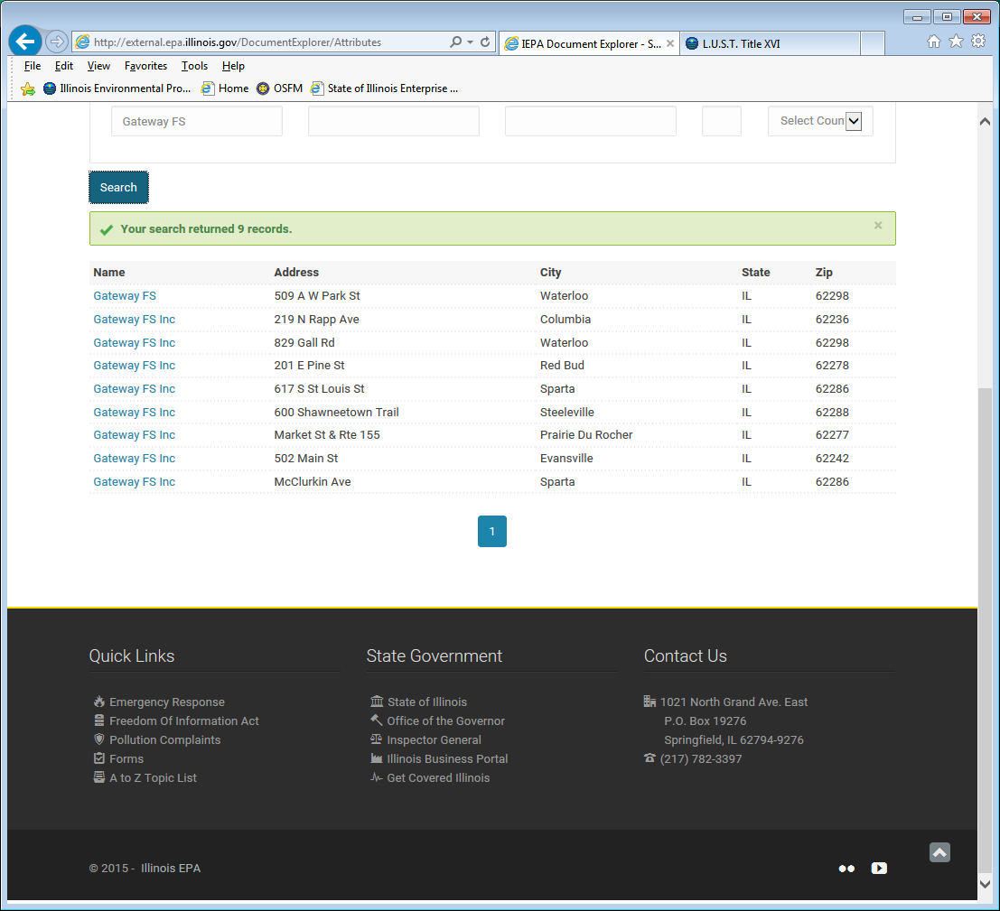 http://external.epa.illinois.gov/DocumentExplorer/Attributes
IEPA Document Explorer - S...
L.U.S.T. Title XVI
File Edit View Favorites Tools Help
Illinois Environmental Pro... Home OSFM State of Illinois Enterprise ...
Gateway FS Select Coun
Search
Your search returned 9 records.
Name Address City State Zip
Gateway FS 509 A W Park St Waterloo IL 62298
Gateway FS Inc 219 N Rapp Ave Columbia IL 62236
Gateway FS Inc 829 Gall Rd Waterloo IL 62298
Gateway FS Inc 201 E Pine St Red Bud IL 62278
Gateway FS Inc 617 S St Louis St Sparta IL 62286
Gateway FS Inc 600 Shawneetown Trail Steeleville IL 62288
Gateway FS Inc Market St & Rte 155 Prairie Du Rocher IL 62277
Gateway FS Inc 502 Main St Evansville IL 62242
Gateway FS Inc McClurkin Ave Sparta IL 62286
1
Quick Links
Emergency Response
Freedom Of Information Act
Pollution Complaints
Forms
A to Z Topic List
State Government
State of Illinois
Office of the Governor
Inspector General
Illinois Business Portal
Get Covered Illinois
Contact Us
1021 North Grand Ave. East
P.O. Box 19276
Springfield, IL 62794-9276
(217) 782-3397
© 2015 - Illinois EPA